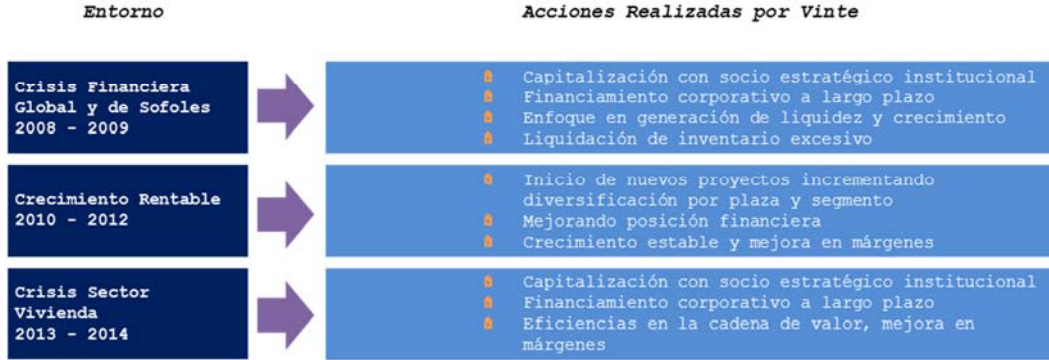 Entorno
Acciones Realizadas por Vinte
Crisis Financiera
Global y de Sofoles
2008 - 2009
Capitalización con socio estratégico institucional
Financiamiento corporativo a largo plazo
Enfoque en generación de liquidez y crecimiento
Liquidación de inventario excesivo
Crecimiento Rentable
2010 - 2012
Inicio de nuevos proyectos incrementando
diversificación por plaza y segmento
Mejorando posición financiera
Crecimiento estable y mejora en márgenes
Crisis Sector
Vivienda
2013 - 2014
Capitalización con socio estratégico institucional
Financiamiento corporativo a largo plazo
Eficiencias en la cadena de valor, mejora en
márgenes